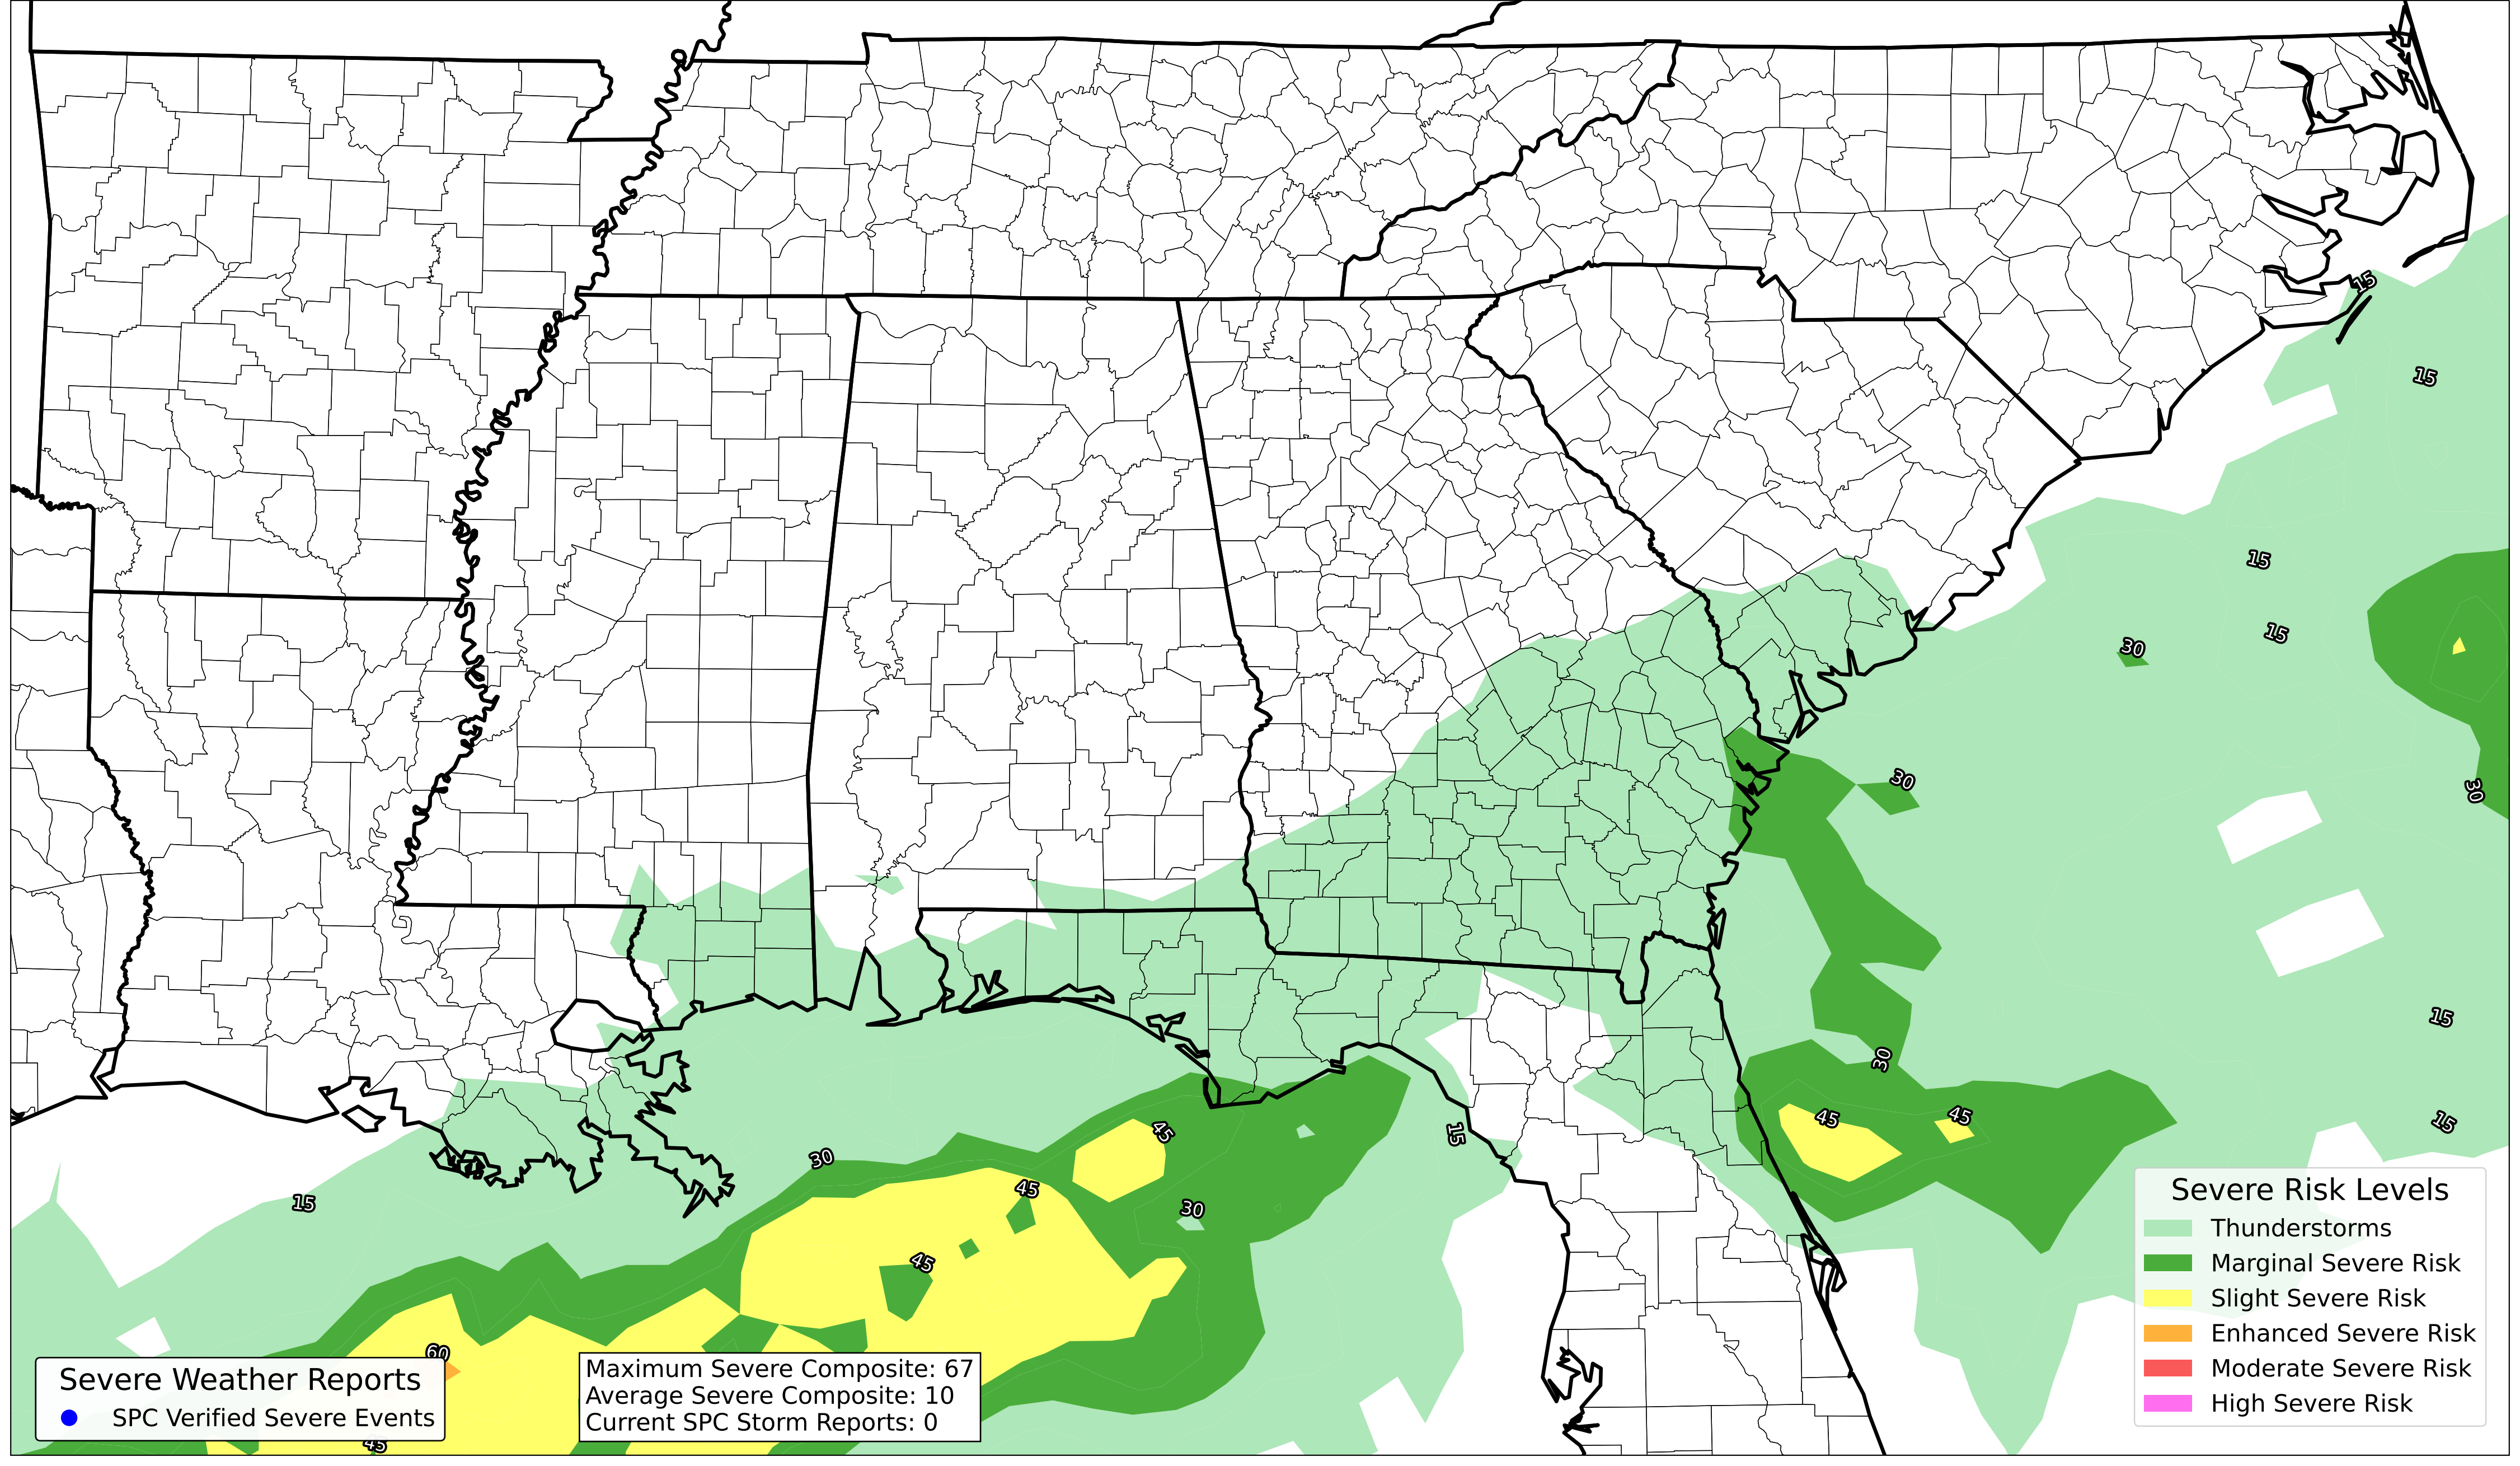 15
15
15
15
30
30
30
15
30
45
45
15
15
45
30
15
45
30
15
45
60
45
Severe Risk Levels
Thunderstorms
Marginal Severe Risk
Slight Severe Risk
Enhanced Severe Risk
Moderate Severe Risk
High Severe Risk
Severe Weather Reports
SPC Verified Severe Events
Maximum Severe Composite: 67
Average Severe Composite: 10
Current SPC Storm Reports: 0